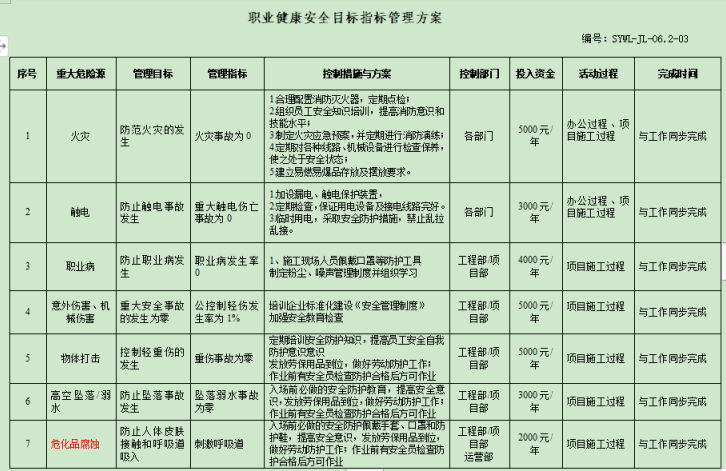 职业健康安全目标指标管理方案
编号：SYWL-JL-06.2-03
序号 重大危险源 管理目标 管理指标 控制措施与方案 控制部门 投入资金 活动过程 完成时间
1 火灾 防范火灾的发生 火灾事故为 0
1.合理配置消防灭火器，定期点检；
2.组织员工安全知识培训，提高消防意识和
技能水平；
3.制定火灾应急预案，并定期进行消防演练；
4.定期对各种线路、机械设备进行检查保养，
使之处于安全状态；
5.建立易燃易爆品存放及摆放要求。
各部门 5000 元/年 办公过程 、项目施工过程 与工作同步完成
2 触电 防止触电事故发生 重大触电伤亡事故为 0
1.加设漏电、触电保护装置，
2.定期检查，保证用电设备及接电线路完好。
3.临时用电，采取安全防护措施，禁止乱拉
乱接。
各部门 3000 元/年 办公过程 、项目施工过程 与工作同步完成
3 职业病 防止职业病发生 职业病发生率 0
1、施工现场人员佩戴口罩等防护工具
制定粉尘、噪声管理制度并组织学习
工程部/项目部 4000 元/年 项目施工过程 与工作同步完成
4 意外伤害、机械伤害 重大安全事故的发生为零 公控制轻伤发生率为 1%
培训企业标准化建设《安全管理制度》
加强安全教育检查
工程部/项目部 5000 元/年 项目施工过程 与工作同步完成
5 物体打击 控制轻重伤的发生 重伤事故为零
定期培训安全防护知识，提高员工安全自我
防护意识意识
发放劳保用品到位，做好劳动防护工作；
作业前有安全员检查防护合格后方可作业
工程部/项目部 5000 元/年 项目施工过程 与工作同步完成
6 高空坠落/弱水 防止坠落事故发生 坠落弱水事故为零
入场前必做的安全防护教育，提高安全意
识，发放劳保用品到位，做好劳动防护工作；
作业前有安全员检查防护合格后方可作业
工程部/项目部 3000 元/年 项目施工过程 与工作同步完成
7 危化品腐蚀 防止人体皮肤接触和呼吸道吸入 刺激呼吸道
入场前必做的安全防护佩戴手套、口罩和防
护鞋，提高安全意识，发放劳保用品到位，
做好劳动防护工作；作业前有安全员检查防
护合格后方可作业
工程部/项目部 运营部 2000 元/年 项目施工过程 与工作同步完成